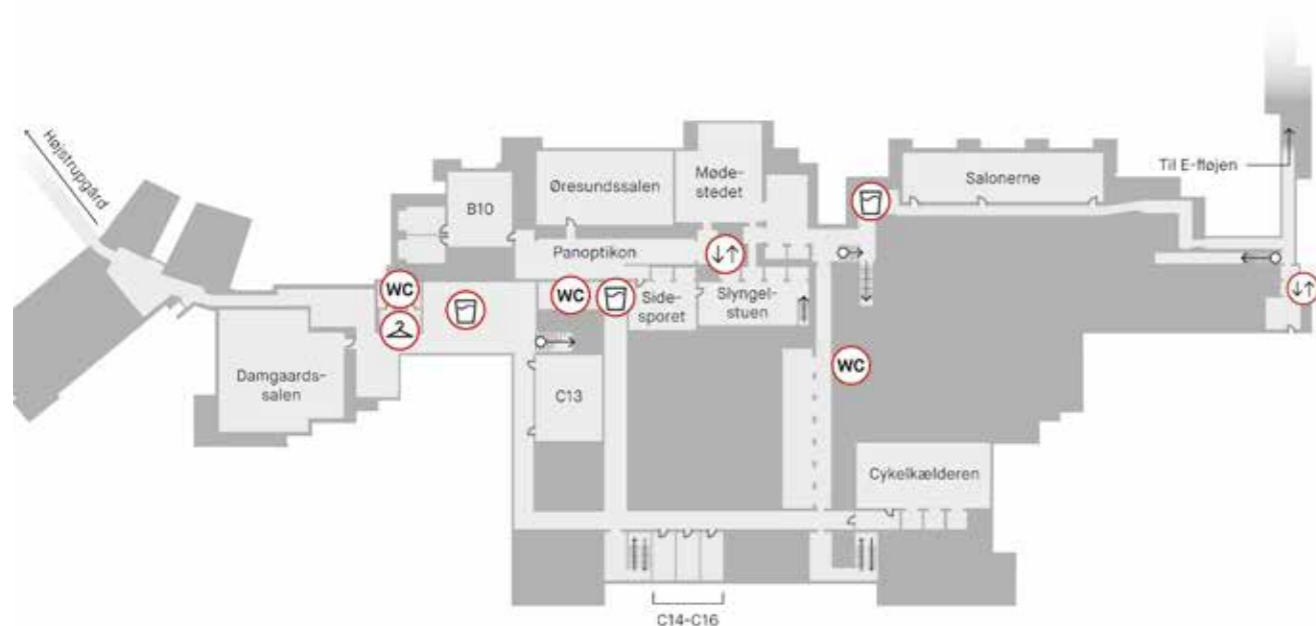 Højstrupgård
B10
Øresundssalen
Møde-
stedet
Salonerne
Til E-fløjen
Panoptikon
WC
WC
Side-
sporet
Slyngel-
stuen
Damgaards-
salen
C13
WC
Cykelkælderen
C14-C16